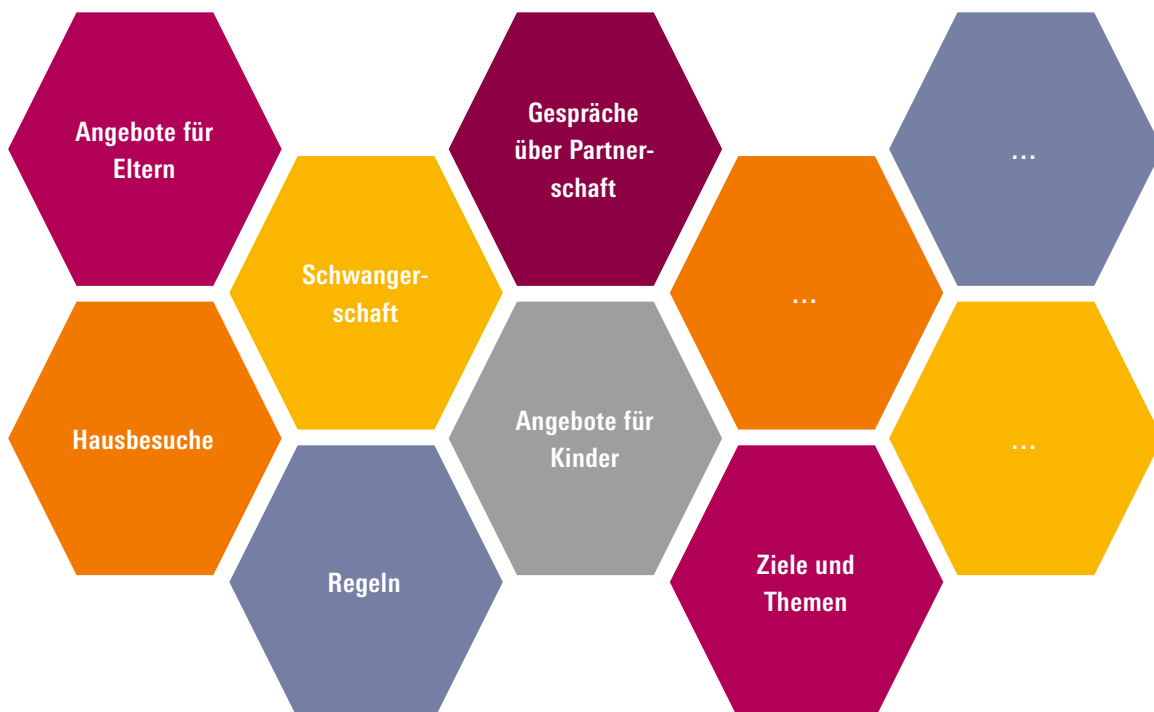 Angebote für
Eltern
Gespräche
über Partner-
schaft
...
Schwanger-
schaft
...
Hausbesuche
Angebote für
Kinder
...
Regeln
Ziele und
Themen